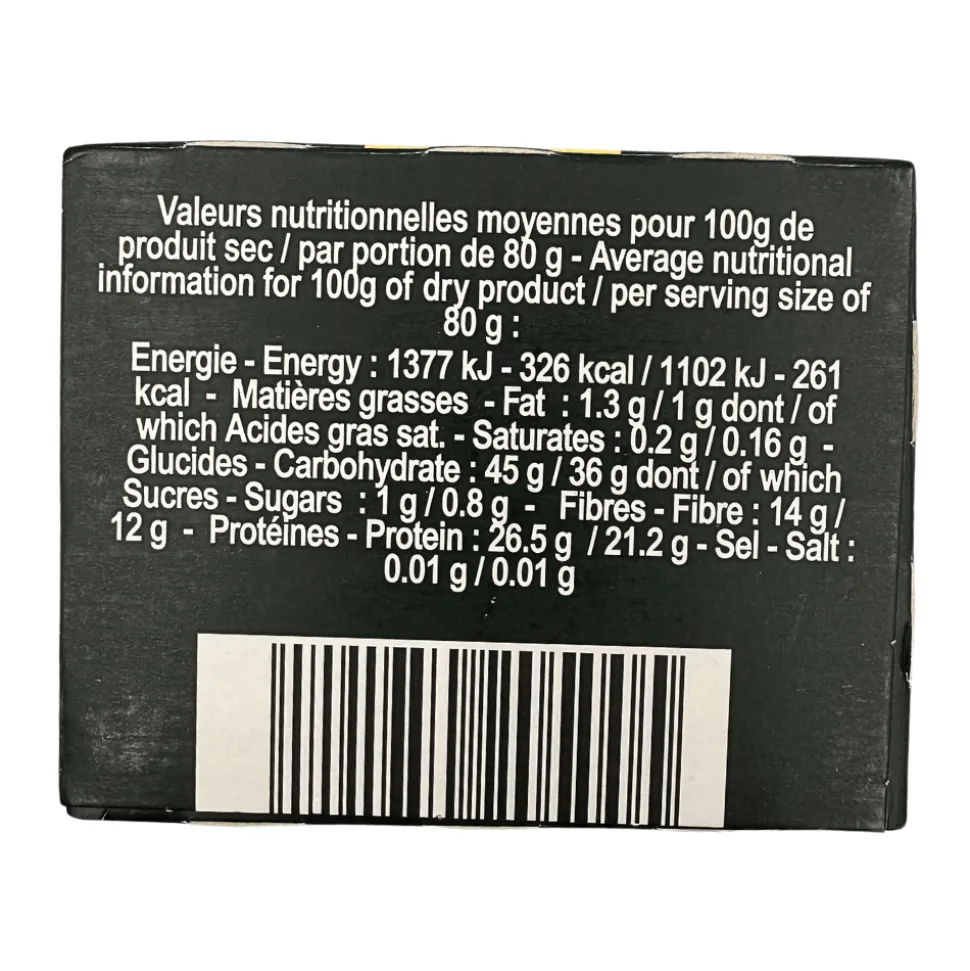 Valeurs nutritionnelles moyennes pour 100g de
produit sec / par portion de 80 g - Average nutritional
information for 100g of dry product / per serving size of
80 g :
Energie - Energy : 1377 kJ - 326 kcal / 1102 kJ - 261
kcal - Matières grasses - Fat : 1.3 g / 1 g dont / of
which Acides gras sat. - Saturates : 0.2 g / 0.16 g -
Glucides - Carbohydrate : 45 g / 36 g dont / of which
Sucres - Sugars : 1 g / 0.8 g - Fibres - Fibre : 14 g /
12 g - Protéines - Protein : 26.5 g / 21.2 g - Sel - Salt :
0.01 g / 0.01 g